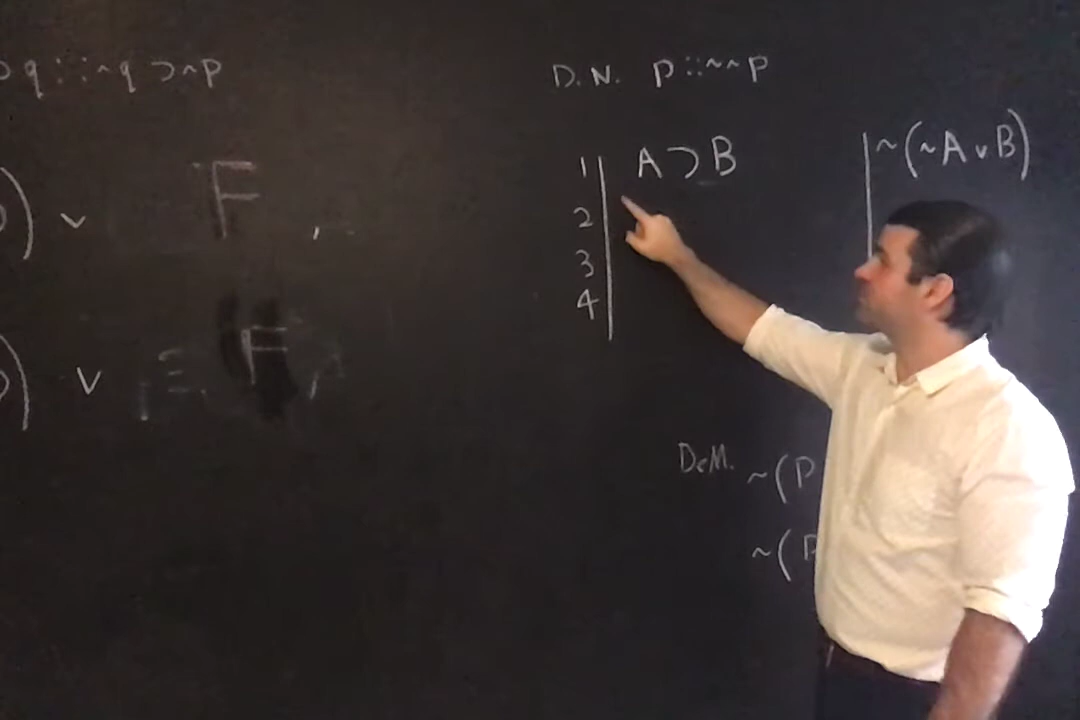 ⊃ q :: ~q ⊃ ~p
D.N. p :: ~~p
1 A ⊃ B
~(~A v B)
) v F
2
3
4
) v F
DeM. ~(P
~(P